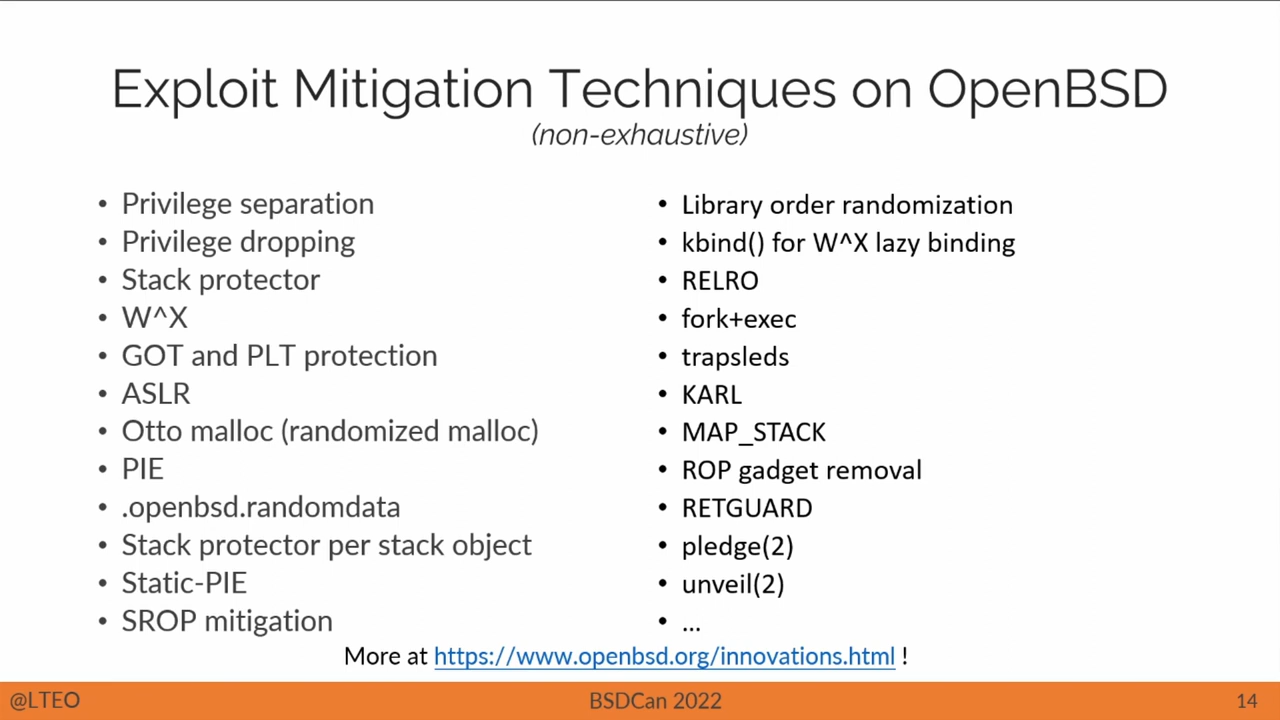 Exploit Mitigation Techniques on OpenBSD
(non-exhaustive)
• Privilege separation
• Privilege dropping
• Stack protector
• W^X
• GOT and PLT protection
• ASLR
• Otto malloc (randomized malloc)
• PIE
• .openbsd.randomdata
• Stack protector per stack object
• Static-PIE
• SROP mitigation
• Library order randomization
• kbind() for W^X lazy binding
• RELRO
• fork+exec
• trapsleds
• KARL
• MAP_STACK
• ROP gadget removal
• RETGUARD
• pledge(2)
• unveil(2)
• ...
More at https://www.openbsd.org/innovations.html !
@LTEO
BSDCan 2022
14